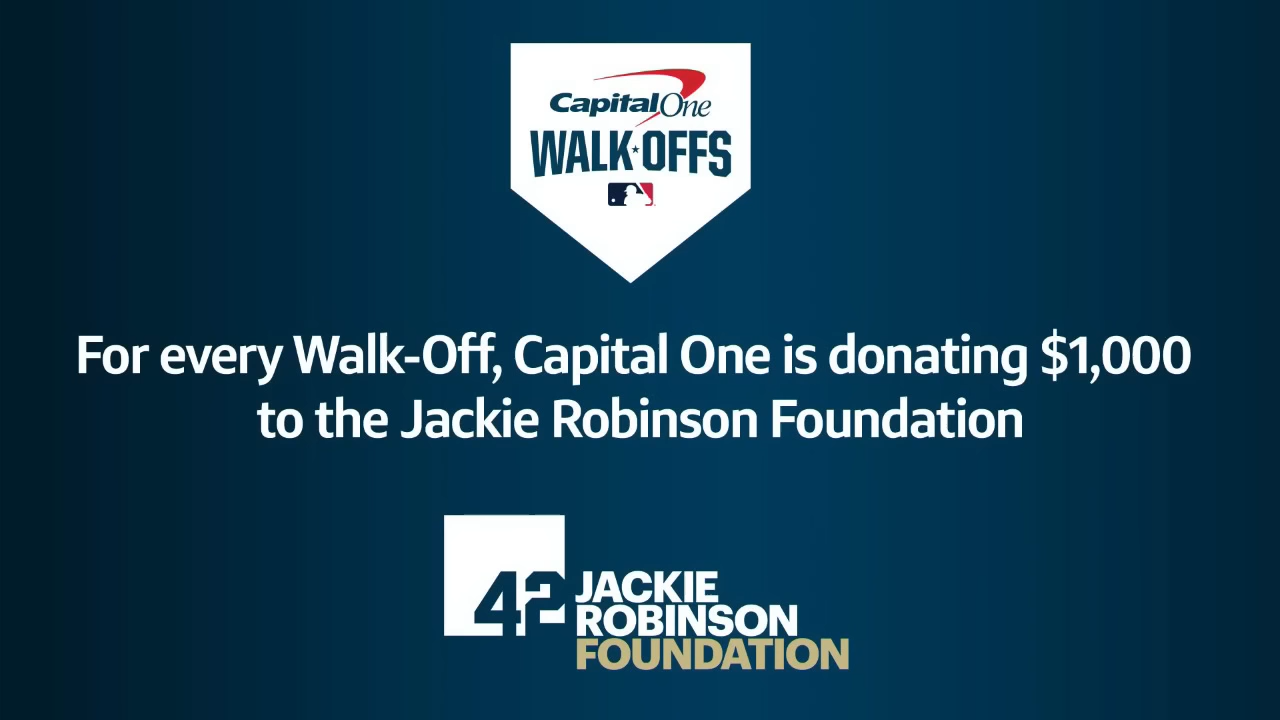 Capital One
WALK★OFFS
For every Walk-Off, Capital One is donating $1,000
to the Jackie Robinson Foundation
42
JACKIE
ROBINSON
FOUNDATION